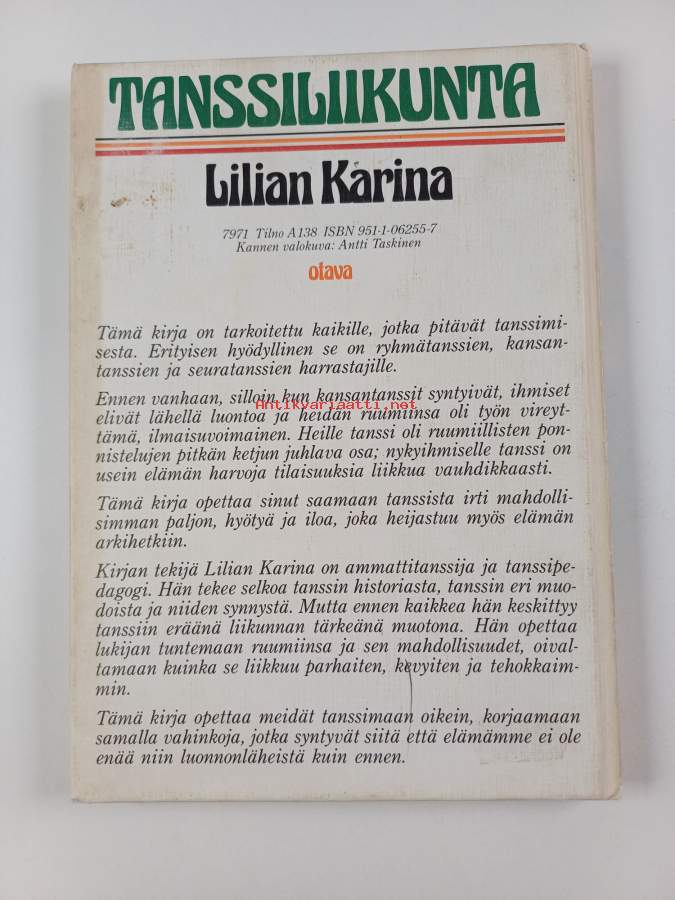 TANSSILIIKUNTA
Lilian Karina
7971 Tilno A138 ISBN 951-1-06255-7
Kannen valokuva: Antti Taskinen
otava
Tämä kirja on tarkoitettu kaikille, jotka pitävät tanssimi-
sesta. Erityisen hyödyllinen se on ryhmätanssien, kansan-
tanssien ja seuratanssien harrastajille.
Ennen vanhaan, silloin kun kansantanssit syntyivät, ihmiset
Antikvariaatti.net
elivät lähellä luontoa ja heidän ruumiinsa oli työn vireyt-
tämä, ilmaisuvoimainen. Heille tanssi oli ruumiillisten pon-
nistelujen pitkän ketjun juhlava osa; nykyihmiselle tanssi on
usein elämän harvoja tilaisuuksia liikkua vauhdikkaasti.
Tämä kirja opettaa sinut saamaan tanssista irti mahdolli-
simman paljon, hyötyä ja iloa, joka heijastuu myös elämän
arkihetkiin.
Kirjan tekijä Lilian Karina on ammattitanssija ja tanssipe-
dagogi. Hän tekee selkoa tanssin historiasta, tanssin eri muo-
doista ja niiden synnystä. Mutta ennen kaikkea hän keskittyy
tanssiin eräänä liikunnan tärkeänä muotona. Hän opettaa
lukijan tuntemaan ruumiinsa ja sen mahdollisuudet, oival-
tamaan kuinka se liikkuu parhaiten, kevyiten ja tehokkaim-
min.
Tämä kirja opettaa meidät tanssimaan oikein, korjaamaan
samalla vahinkoja, jotka syntyvät siitä että elämämme ei ole
enää niin luonnonläheistä kuin ennen.